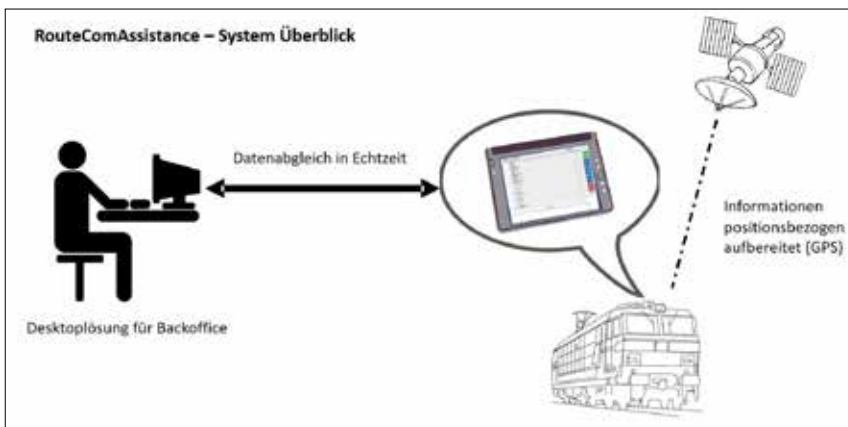 RouteComAssistance – System Überblick
Datenabgleich in Echtzeit
Informationen
positionsbezogen
aufbereitet (GPS)
Desktoplösung für Backoffice